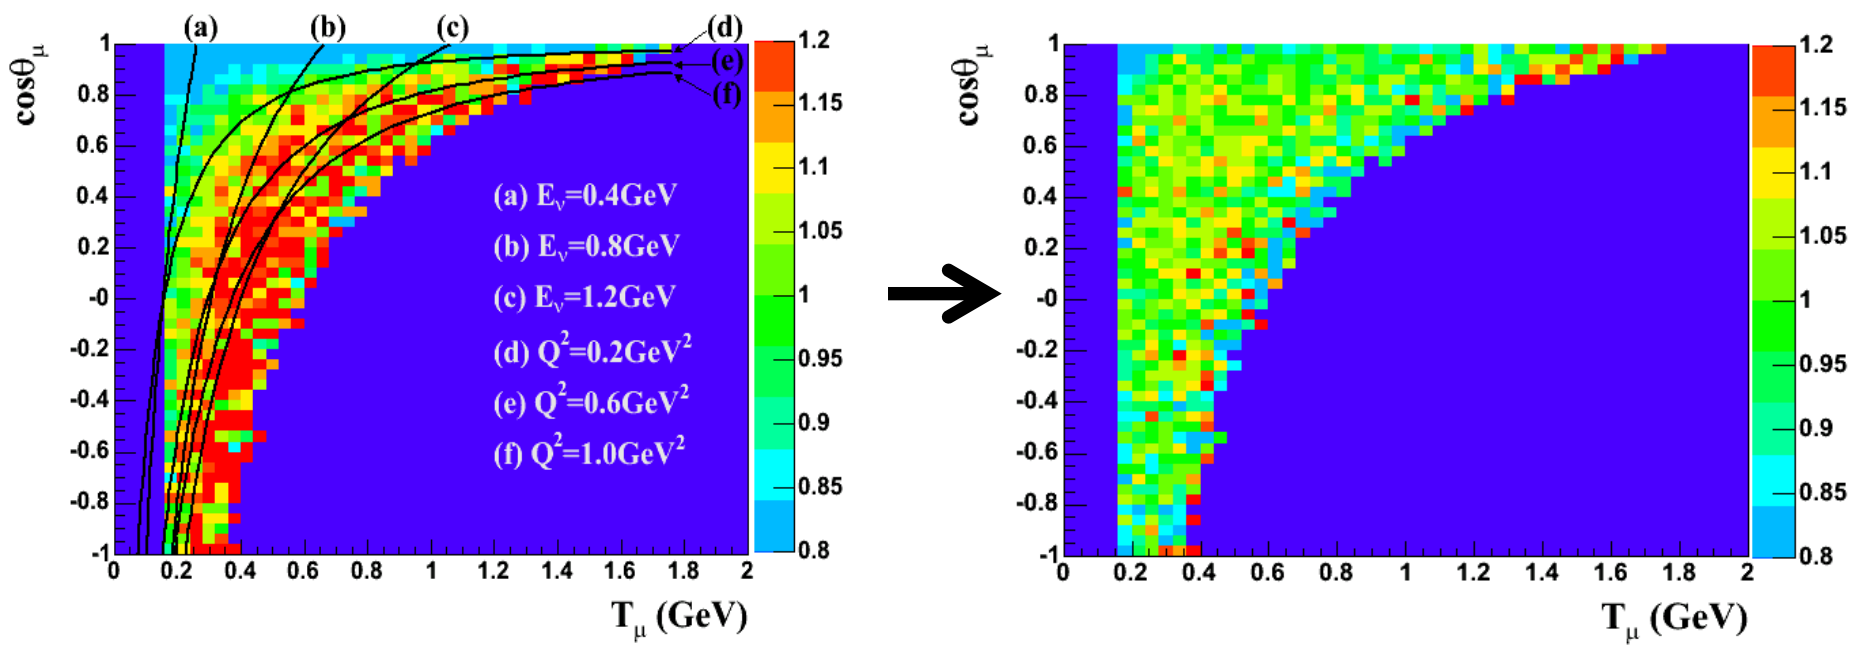 (a) (b) (c) (d)
(e)
(f)
cosθμ
1
0.8
0.6
0.4
0.2
-0
-0.2
-0.4
-0.6
-0.8
-1
0 0.2 0.4 0.6 0.8 1 1.2 1.4 1.6 1.8 2
Tμ (GeV)
(a) Eν=0.4GeV
(b) Eν=0.8GeV
(c) Eν=1.2GeV
(d) Q²=0.2GeV²
(e) Q²=0.6GeV²
(f) Q²=1.0GeV²
1.2
1.15
1.1
1.05
1
0.95
0.9
0.85
0.8
cosθμ
1
0.8
0.6
0.4
0.2
-0
-0.2
-0.4
-0.6
-0.8
-1
0 0.2 0.4 0.6 0.8 1 1.2 1.4 1.6 1.8 2
Tμ (GeV)
1.2
1.15
1.1
1.05
1
0.95
0.9
0.85
0.8